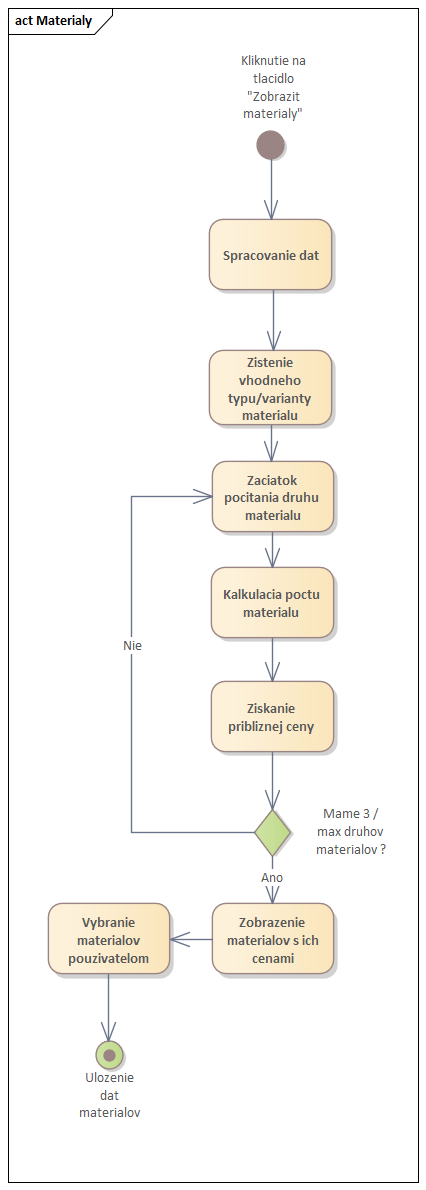 act Materialy
Kliknutie na
tlacidlo
"Zobrazit
materialy"
Spracovanie dat
Zistenie
vhodneho
typu/varianty
materialu
Zaciatok
pocitania druhu
materialu
Kalkulacia poctu
materialu
Nie
Ziskanie
pribliznej ceny
Mame 3 /
max druhov
materialov ?
Ano
Vybranie
materialov
pouzivatelom
Zobrazenie
materialov s ich
cenami
Ulozenie
dat
materialov